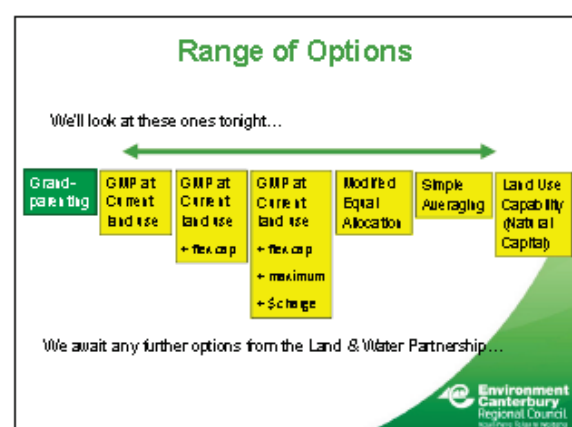 Range of Options
We'll look at these ones tonight...
Grand-
parenting
GMP at
Current
land use
GMP at
Current
land use
+ flex cap
GMP at
Current
land use
+ flex cap
+ maximum
+ $ charge
Modified
Equal
Allocation
Simple
Averaging
Land Use
Capability
(Natural
Capital)
We await any further options from the Land & Water Partnership...
Environment
Canterbury
Regional Council